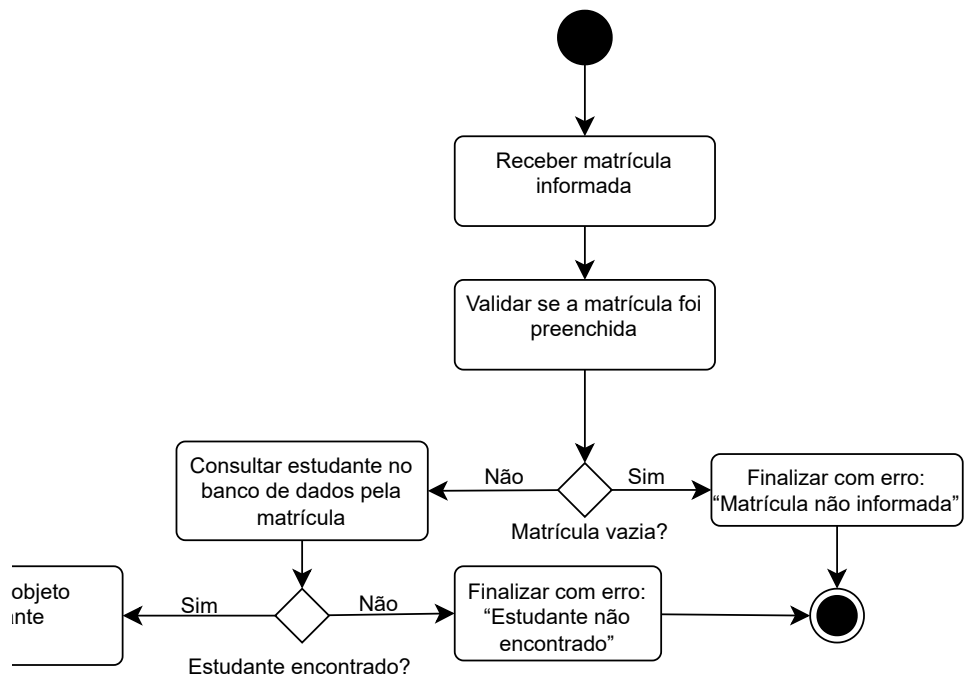 Receber matrícula
informada
Validar se a matrícula foi
preenchida
Consultar estudante no
banco de dados pela
matrícula
Não
Sim
Finalizar com erro:
“Matrícula não informada”
Matrícula vazia?
objeto
Sim
Não
Finalizar com erro:
“Estudante não
encontrado”
Estudante encontrado?